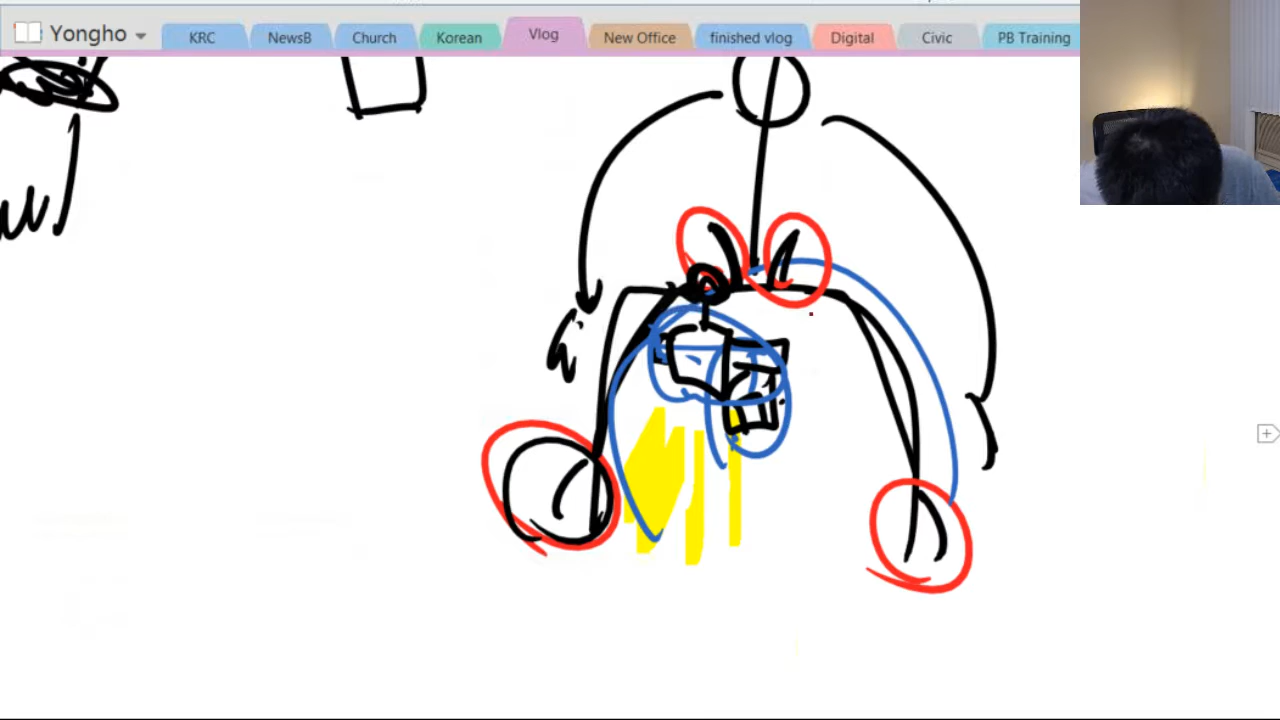 Yongho
KRC
NewsB
Church
Korean
Vlog
New Office
finished vlog
Digital
Civic
PB Training